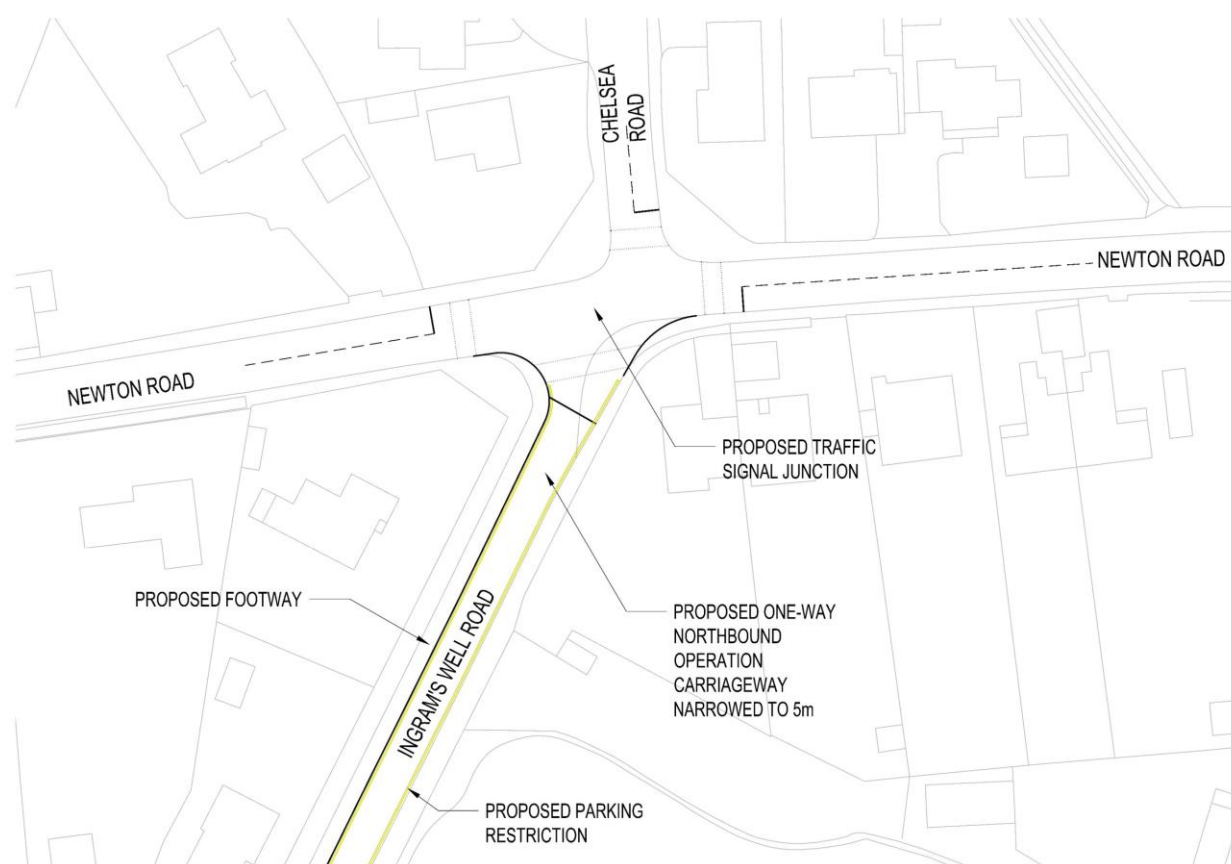 CHELSEA
ROAD
NEWTON ROAD
NEWTON ROAD
PROPOSED TRAFFIC
SIGNAL JUNCTION
PROPOSED FOOTWAY
INGRAM'S WELL ROAD
PROPOSED ONE-WAY
NORTHBOUND
OPERATION
CARRIAGEWAY
NARROWED TO 5m
PROPOSED PARKING
RESTRICTION